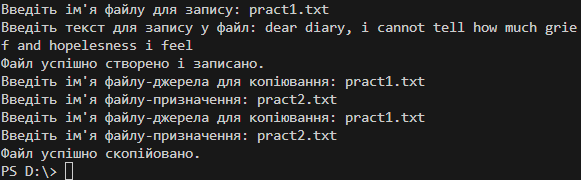 Введіть ім'я файлу для запису: pract1.txt
Введіть текст для запису у файл: dear diary, i cannot tell how much grie
f and hopelesness i feel
Файл успішно створено і записано.
Введіть ім'я файлу-джерела для копіювання: pract1.txt
Введіть ім'я файлу-призначення: pract2.txt
Введіть ім'я файлу-джерела для копіювання: pract1.txt
Введіть ім'я файлу-призначення: pract2.txt
Файл успішно скопійовано.
PS D:\>